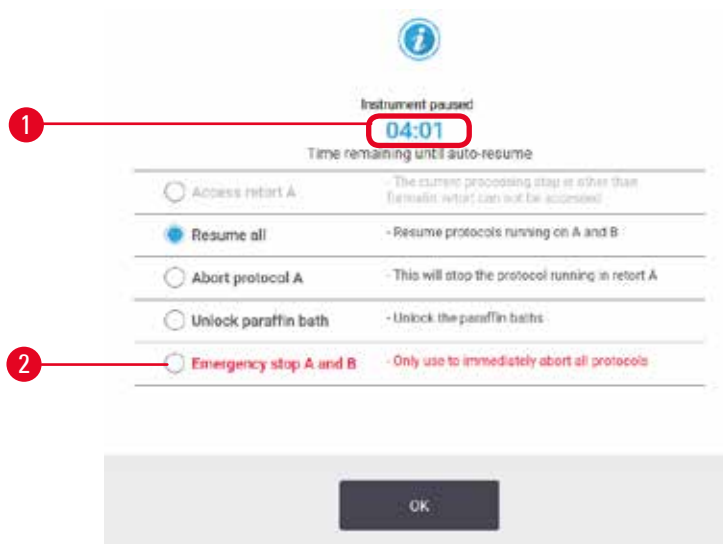 i
Instrument paused
1
04:01
Time remaining until auto-resume
Access retort A
- The current processing step is other than
formalin retort can not be accessed
Resume all
- Resume protocols running on A and B
Abort protocol A
- This will stop the protocol running in retort A
Unlock paraffin bath
- Unlock the paraffin baths
2
Emergency stop A and B
- Only use to immediately abort all protocols
OK